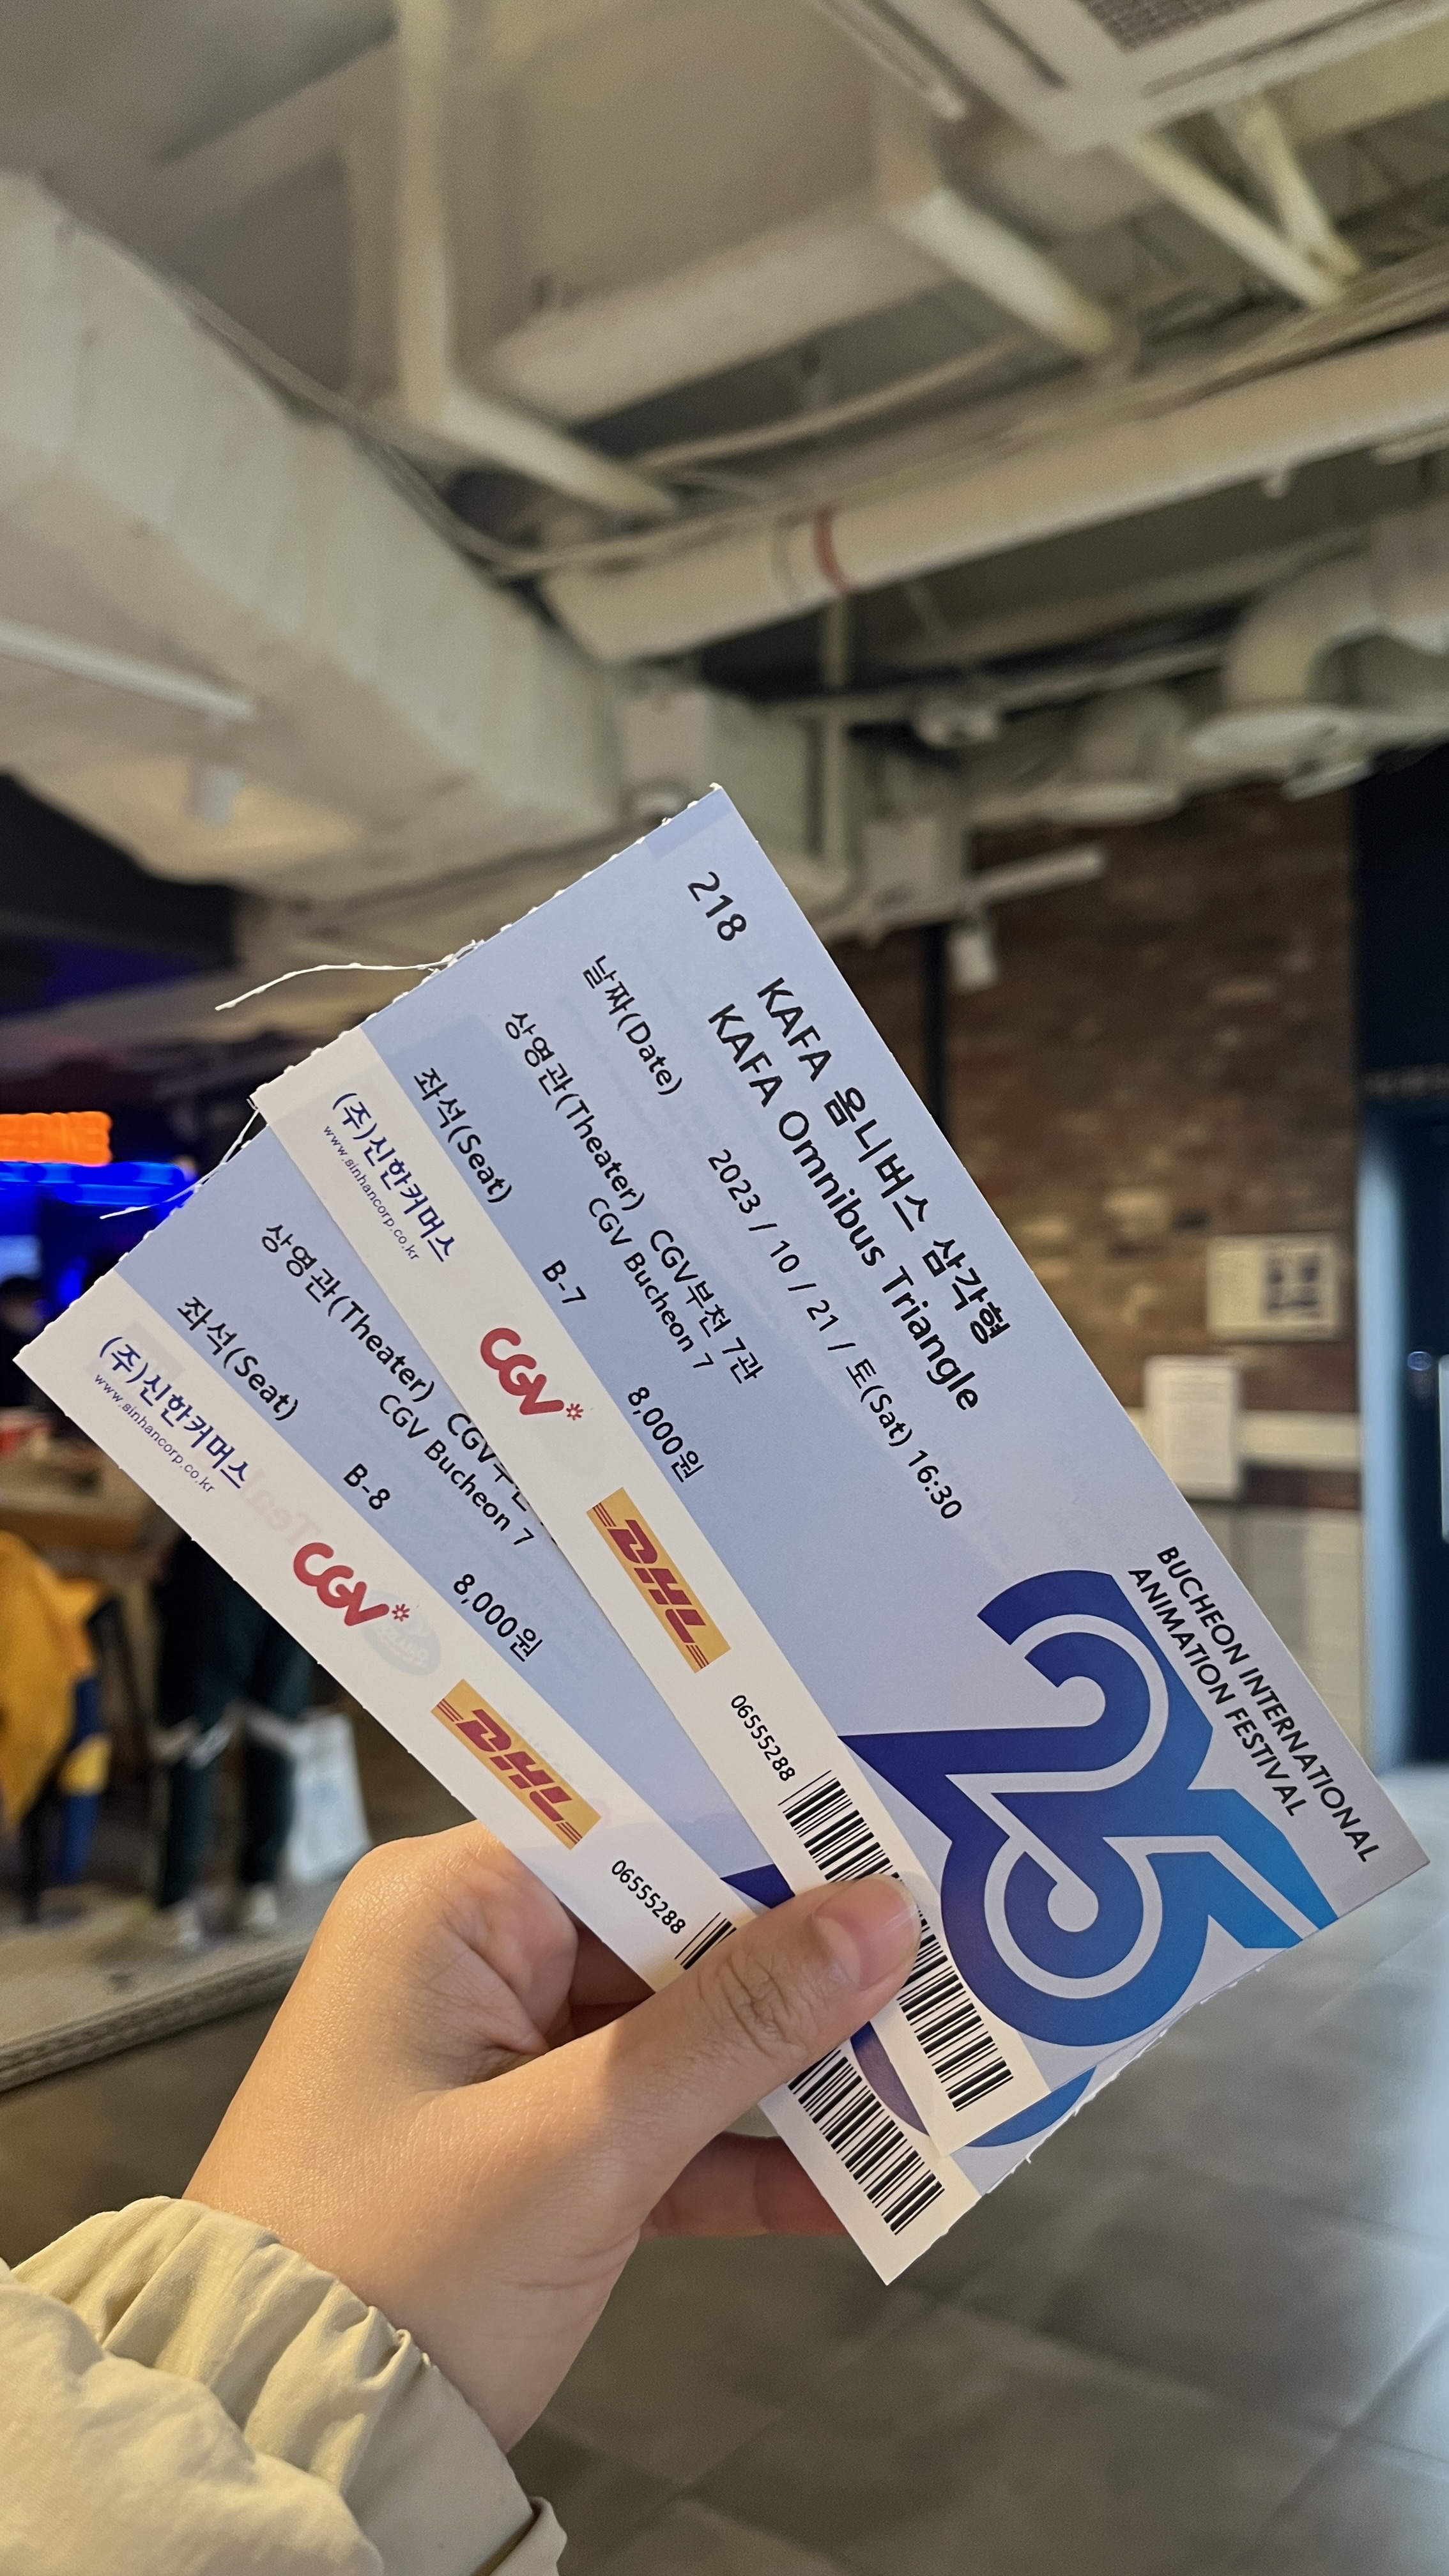 218 KAFA 옴니버스 삼각형
KAFA Omnibus Triangle
날짜(Date) 2023 / 10 / 21 / 토(Sat) 16:30
상영관(Theater) CGV부천 7관
CGV Bucheon 7
좌석(Seat) B-7 8,000원
BUCHEON INTERNATIONAL
ANIMATION FESTIVAL
25
(주)신한커머스
www.sinhancorp.co.kr
CGV
DHL
06555288
상영관(Theater)
CGV Bucheon 7
좌석(Seat) B-8 8,000원
(주)신한커머스
www.sinhancorp.co.kr
CGV
DHL
06555288